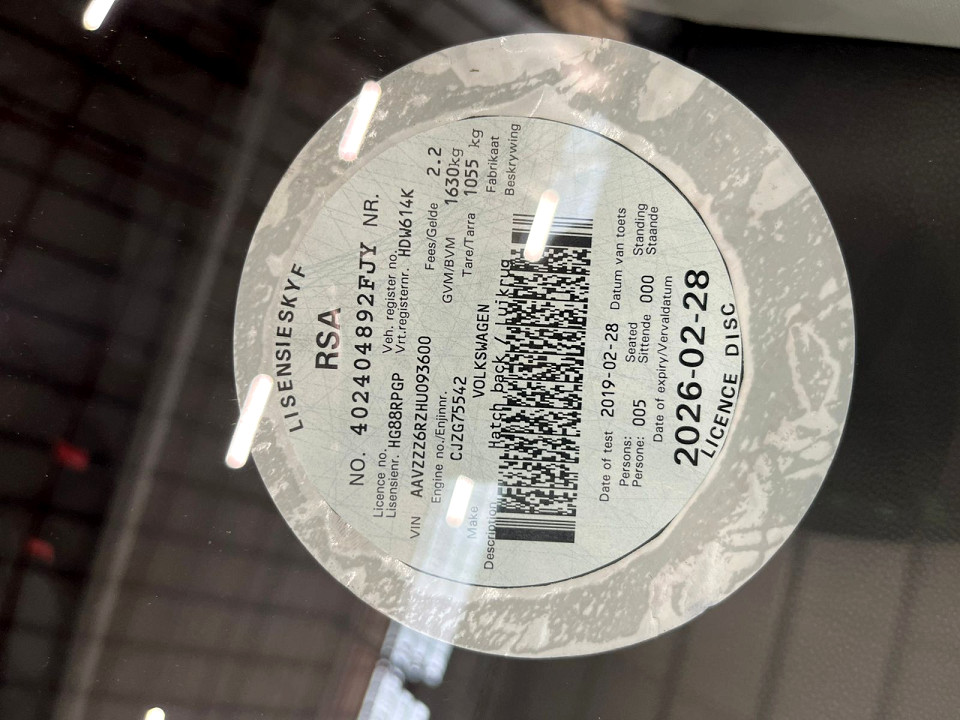 LISENSIESKYF
RSA
NO. 402404892FJY NR.
Licence no. Veh. register no.
Lisensienr. HG88RPGP Vrt.registernr. HDW614K
VIN AAVZZZ6RZHU093600 Fees/Gelde 2.2
Engine no./Enjinnr. GVM/BVM 1630kg
CJZG75542 Tare/Tarra 1055 kg
Make VOLKSWAGEN Fabrikaat
Description Hatch back / Luikrug Beskrywing
Date of test 2019-02-28 Datum van toets
Persons: 005 Seated 000 Standing
Persone: Sittende Staande
Date of expiry/Vervaldatum
2026-02-28
LICENCE DISC